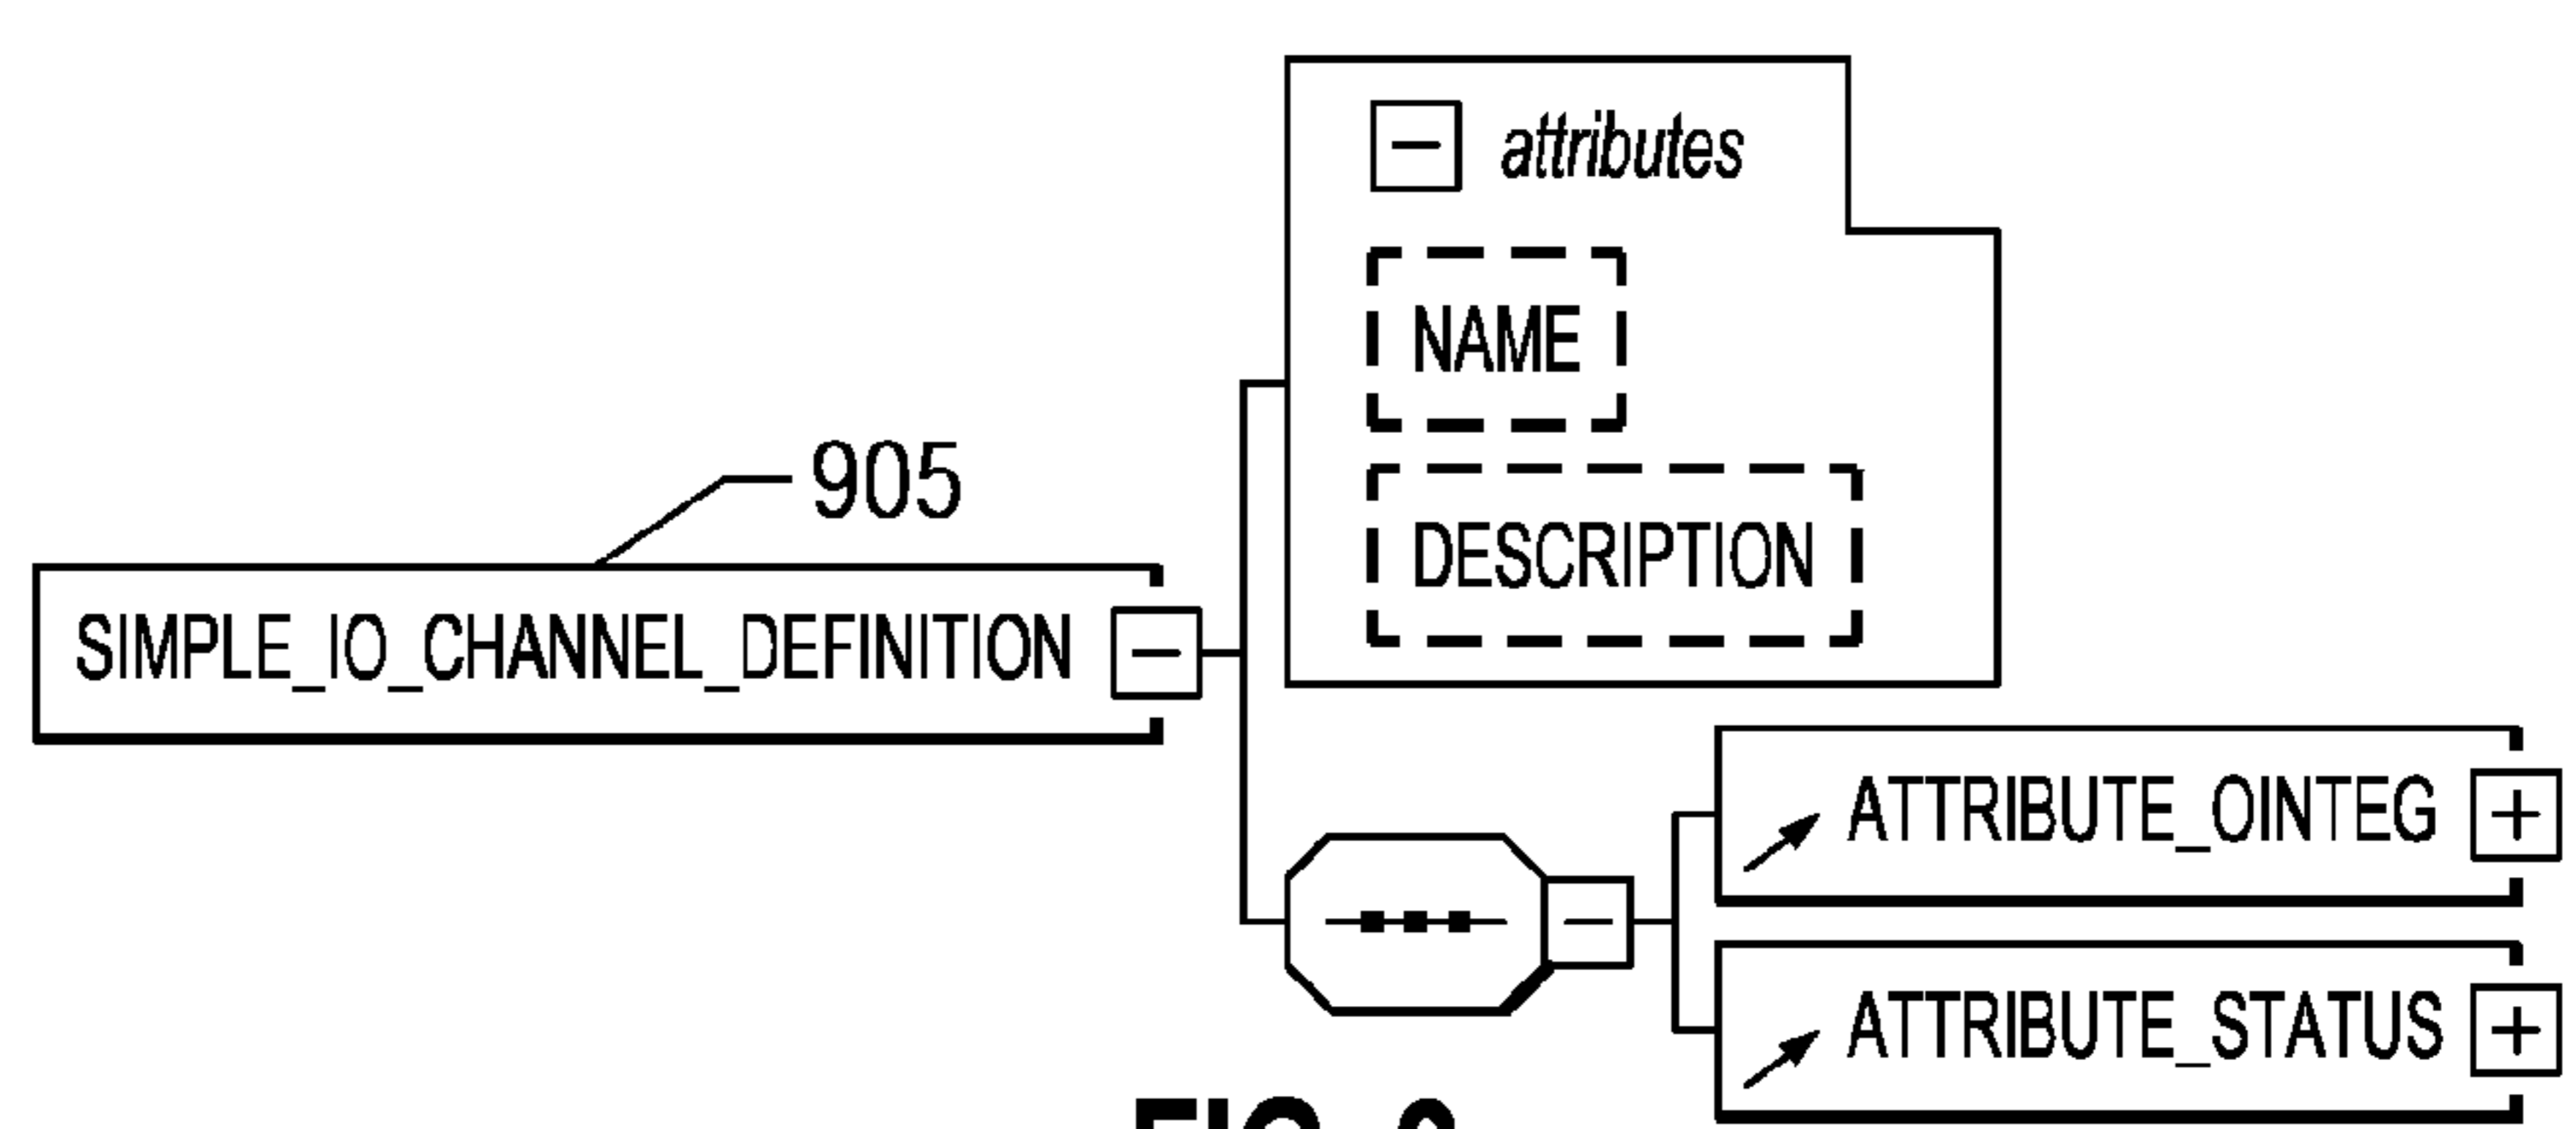 attributes
NAME
DESCRIPTION
905
SIMPLE_IO_CHANNEL_DEFINITION
ATTRIBUTE_OINTEG
ATTRIBUTE_STATUS